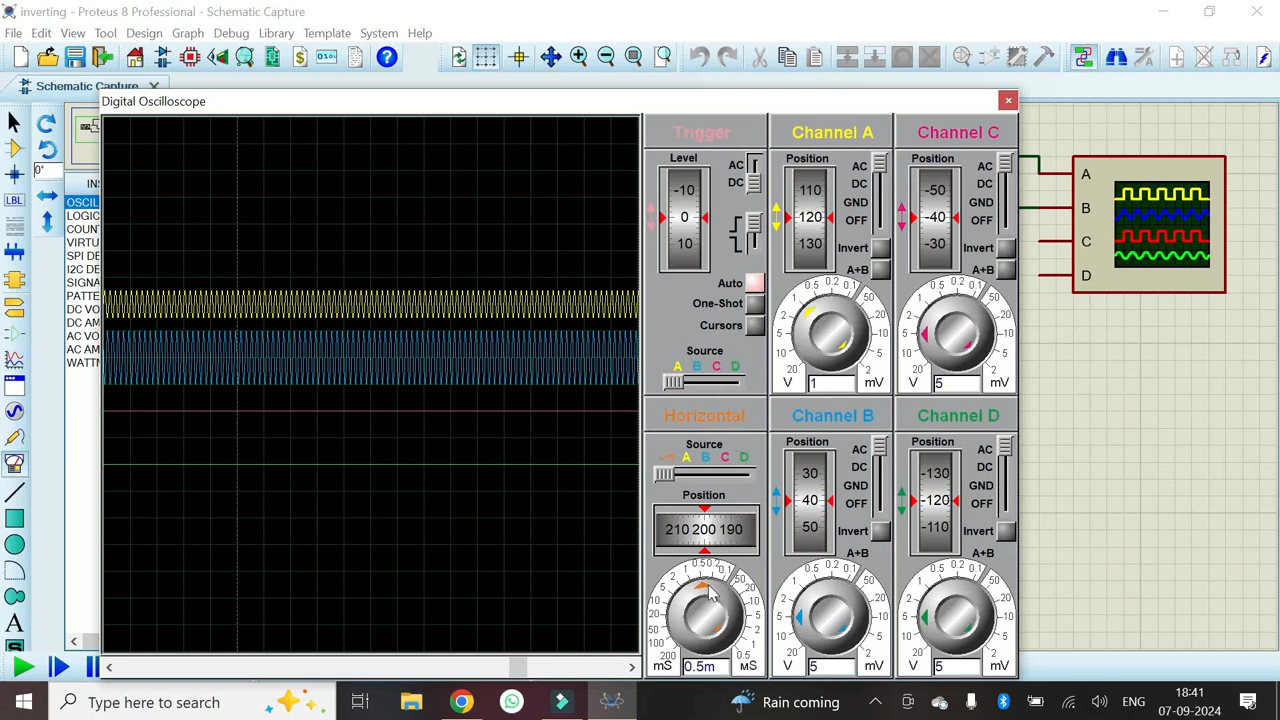 inverting - Proteus 8 Professional - Schematic Capture
File Edit View Tool Design Graph Debug Library Template System Help
Schematic Capture
Digital Oscilloscope
0°
LBL
OSCIL
LOGIC
COUN
VIRTU
SPI DE
I2C DE
SIGNA
PATTE
DC VO
DC AM
AC VO
AC AM
WATTM
Trigger
Level
-10
0
10
AC
DC
Auto
One-Shot
Cursors
Source
A B C D
Channel A
Position
110
120
130
AC
DC
GND
OFF
Invert
A+B
V 1 mV
Channel C
Position
-50
-40
-30
AC
DC
GND
OFF
Invert
A+B
V 5 mV
Horizontal
Source
A B C D
Position
210 200 190
mS 0.5m µS
Channel B
Position
30
40
50
AC
DC
GND
OFF
Invert
A+B
V 5 mV
Channel D
Position
-130
-120
-110
AC
DC
GND
OFF
Invert
A+B
V 5 mV
A
B
C
D
Type here to search
Rain coming
ENG
18:41
07-09-2024